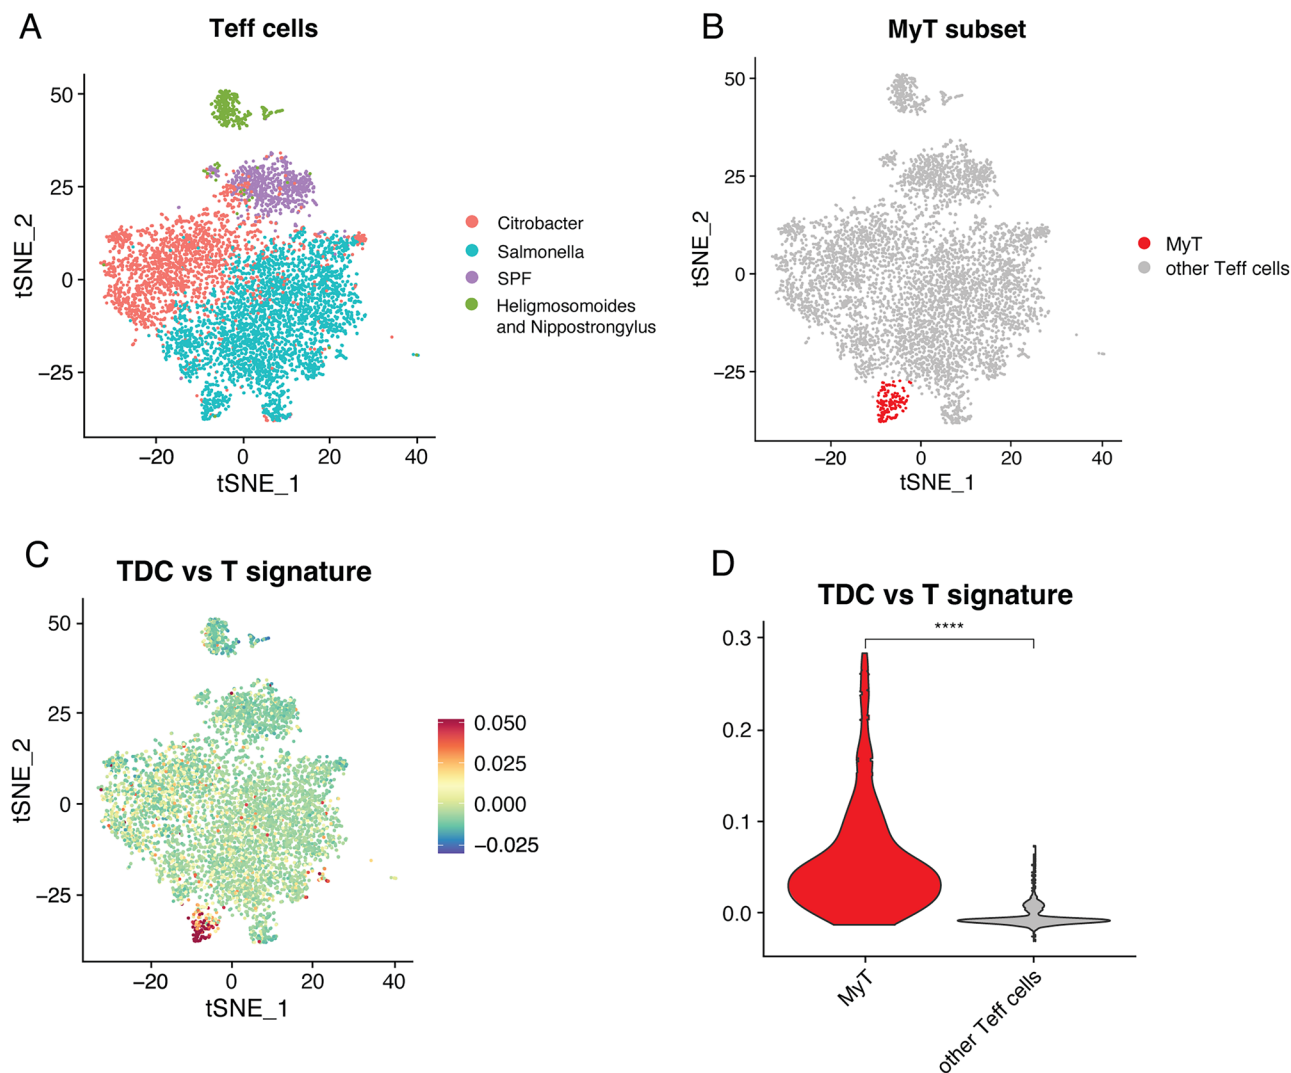 A
Teff cells
50
25
0
−25
tSNE_2
−20
0
20
40
tSNE_1
Citrobacter
Salmonella
SPF
Heligmosomoides
and Nippostrongylus
B
MyT subset
50
25
0
−25
tSNE_2
−20
0
20
40
tSNE_1
MyT
other Teff cells
C
TDC vs T signature
50
25
0
−25
tSNE_2
−20
0
20
40
tSNE_1
0.050
0.025
0.000
−0.025
D
TDC vs T signature
****
0.3
0.2
0.1
0.0
MyT
other Teff cells